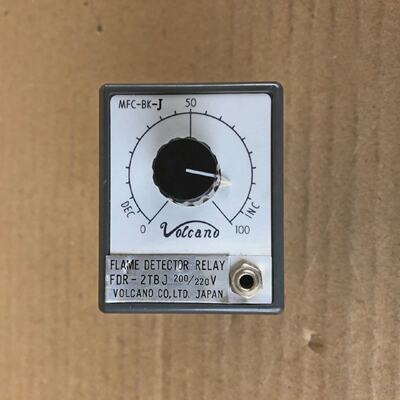 MFC-BK-J
50
DEC
INC
0
100
Volcano
FLAME DETECTOR RELAY
FDR-2TBJ 200/220V
VOLCANO CO,LTD. JAPAN